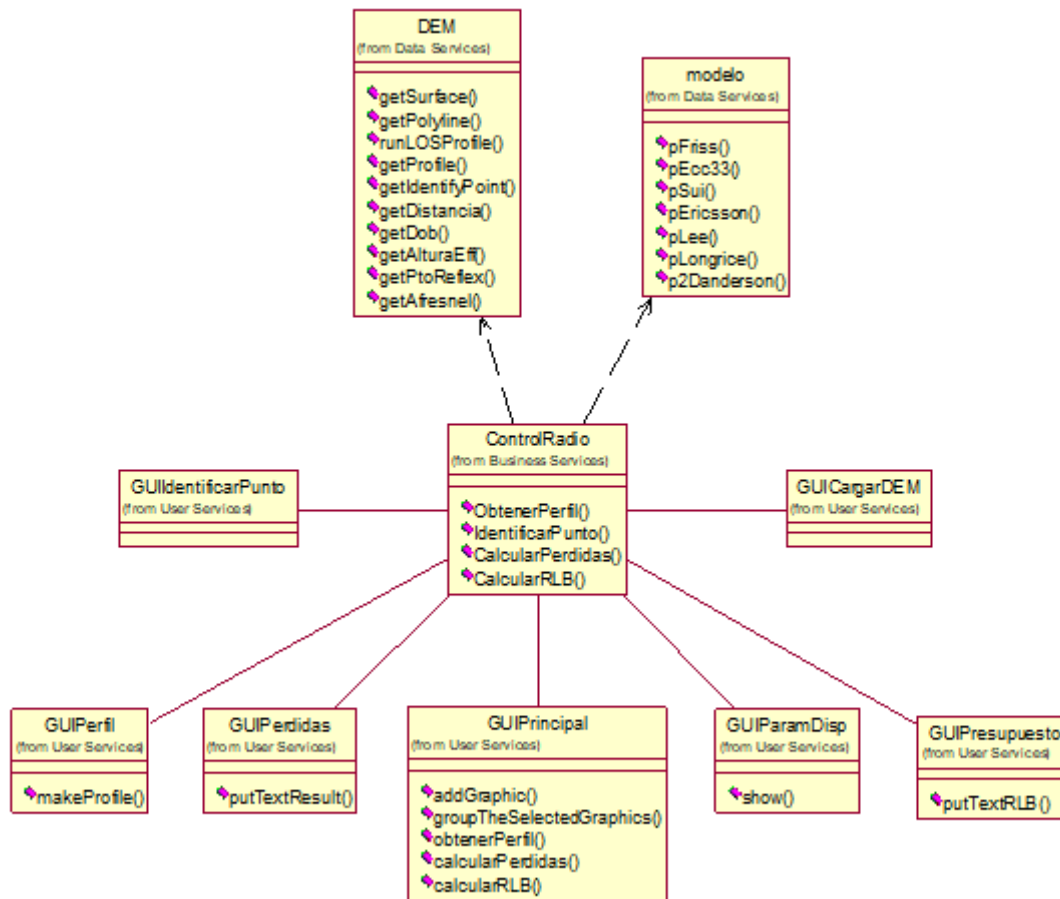 DEM
(from Data Services)
getSurface()
getPolyline()
runLOSProfile()
getProfile()
getIdentifyPoint()
getDistancia()
getDob()
getAlturaEff()
getPtoReflex()
getAfresnel()
modelo
(from Data Services)
pFriss()
pEcc33()
pSui()
pEricsson()
pLee()
pLongrice()
p2Danderson()
ControlRadio
(from Business Services)
ObtenerPerfil()
IdentificarPunto()
CalcularPerdidas()
CalcularRLB()
GUIIdentificarPunto
(from User Services)
GUICargarDEM
(from User Services)
GUIPerfil
(from User Services)
makeProfile()
GUIPerdidas
(from User Services)
putTextResult()
GUIPrincipal
(from User Services)
addGraphic()
groupTheSelectedGraphics()
obtenerPerfil()
calcularPerdidas()
calcularRLB()
GUIParamDisp
(from User Services)
show()
GUIPresupuesto
(from User Services)
putTextRLB()